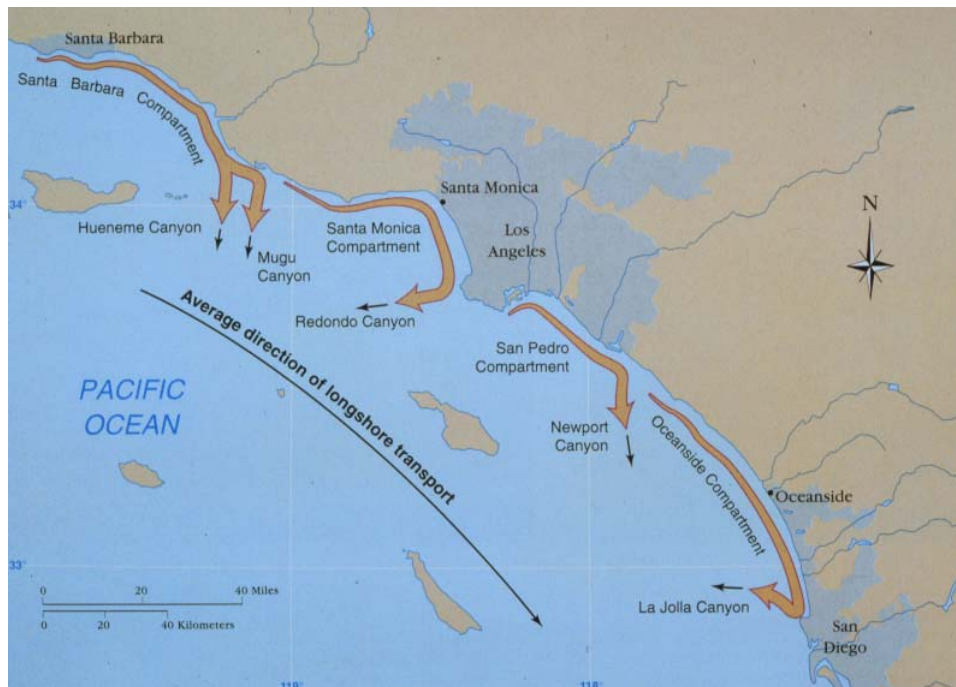 Santa Barbara
Santa Barbara Compartment
34°
Hueneme Canyon
Mugu
Canyon
Santa Monica
Compartment
Santa Monica
Los
Angeles
N
Redondo Canyon
San Pedro
Compartment
Average direction of longshore transport
PACIFIC
OCEAN
Newport
Canyon
Oceanside Compartment
Oceanside
33°
0 20 40 Miles
0 20 40 Kilometers
La Jolla Canyon
San
Diego
119°
118°